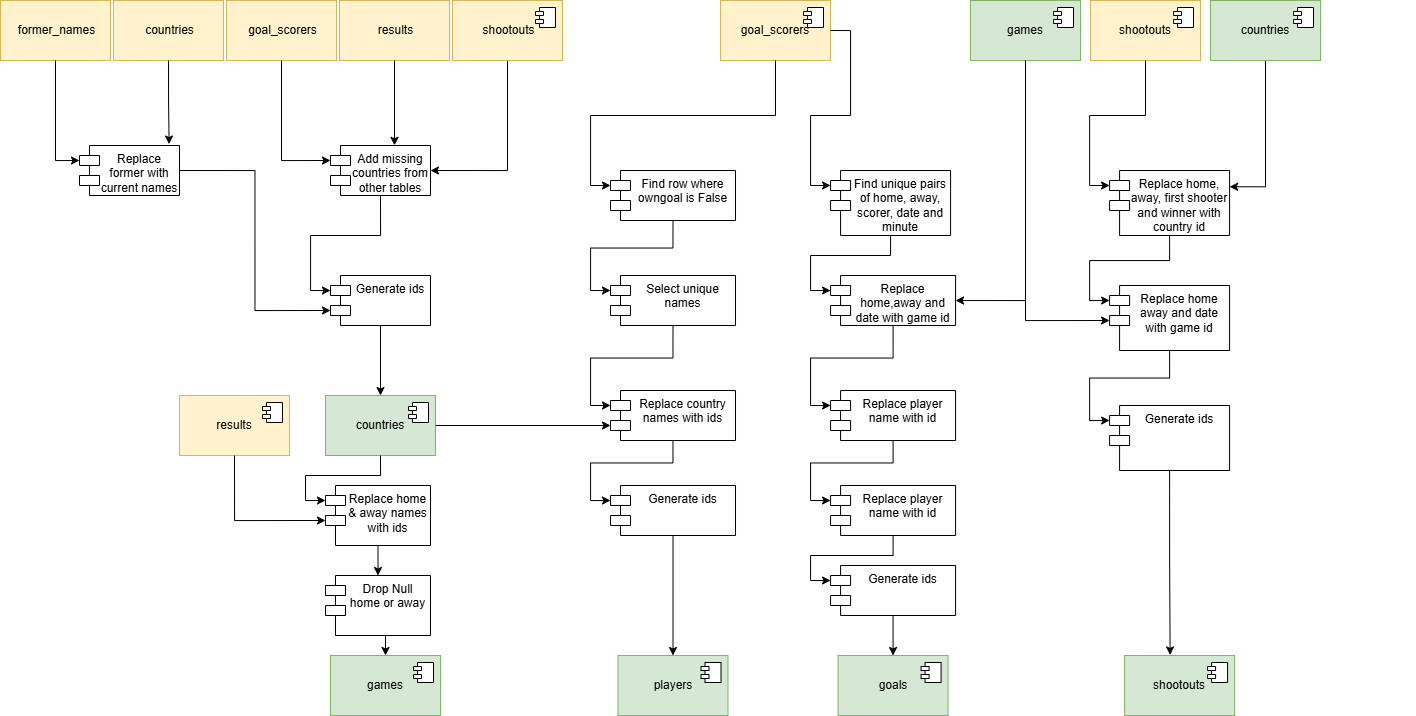 former_names
countries
goal_scorers
results
shootouts
goal_scorers
games
shootouts
countries
Replace
former with
current names
Add missing
countries from
other tables
Find row where
owngoal is False
Find unique pairs
of home, away,
scorer, date and
minute
Replace home,
away, first shooter
and winner with
country id
Generate ids
Select unique
names
Replace
home,away and
date with game id
Replace home
away and date
with game id
results
countries
Replace country
names with ids
Replace player
name with id
Generate ids
Replace home
& away names
with ids
Generate ids
Replace player
name with id
Drop Null
home or away
Generate ids
games
players
goals
shootouts